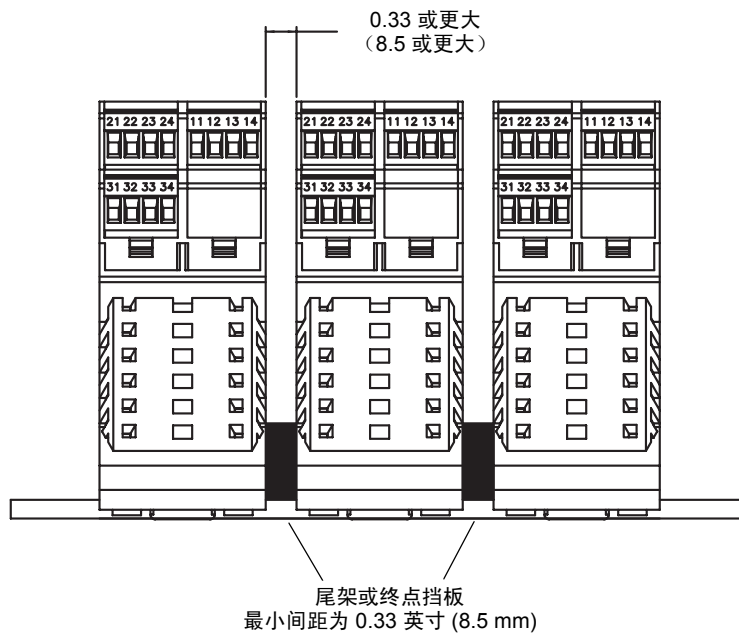 0.33 或更大
（8.5 或更大）
21 22 23 24 11 12 13 14 21 22 23 24 11 12 13 14 21 22 23 24 11 12 13 14
31 32 33 34 31 32 33 34 31 32 33 34
尾架或终点挡板
最小间距为 0.33 英寸 (8.5 mm)